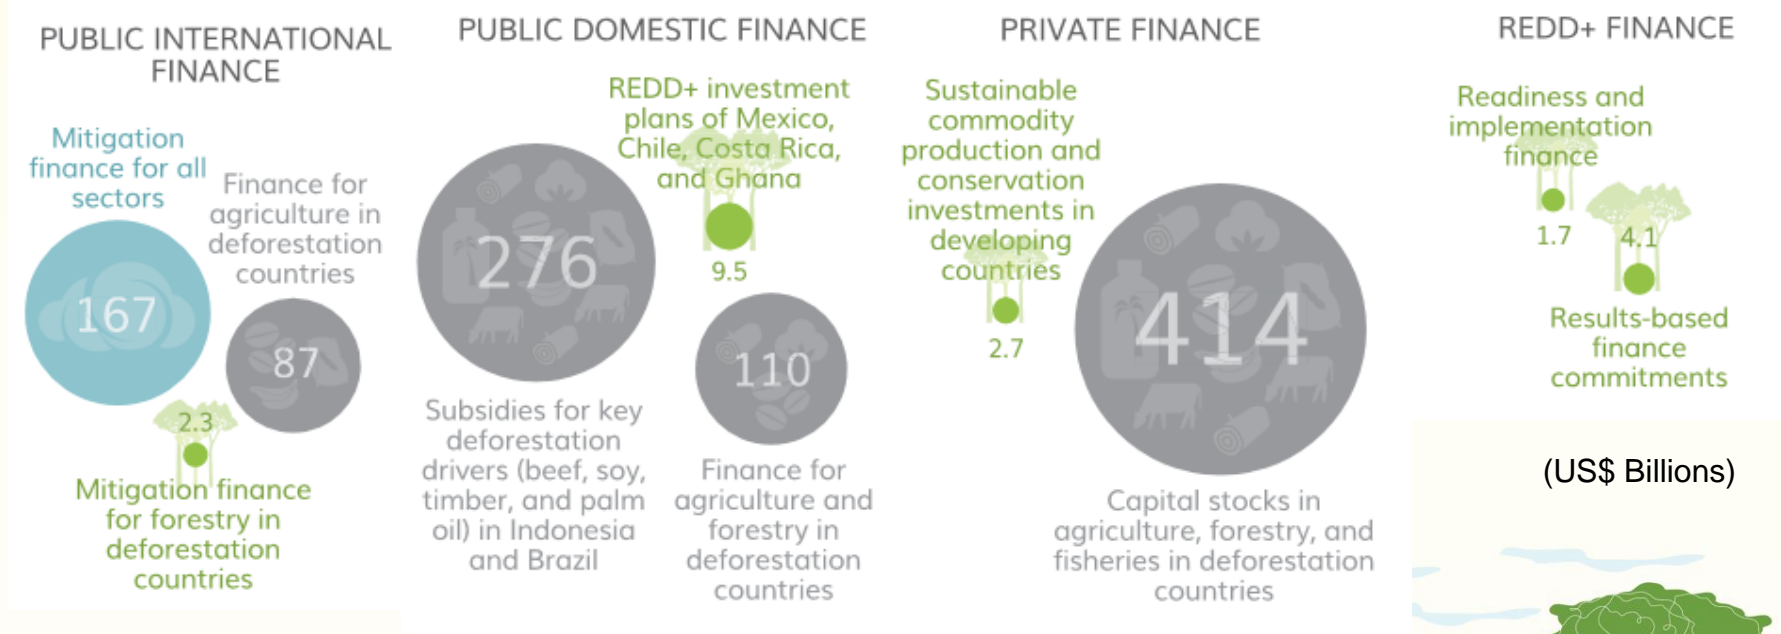 PUBLIC INTERNATIONAL
FINANCE
Mitigation
finance for all
sectors
167
Finance for
agriculture in
deforestation
countries
87
2.3
Mitigation finance
for forestry in
deforestation
countries
PUBLIC DOMESTIC FINANCE
276
Subsidies for key
deforestation
drivers (beef, soy,
timber, and palm
oil) in Indonesia
and Brazil
REDD+ investment
plans of Mexico,
Chile, Costa Rica,
and Ghana
9.5
110
Finance for
agriculture and
forestry in
deforestation
countries
PRIVATE FINANCE
Sustainable
commodity
production and
conservation
investments in
developing
countries
2.7
414
Capital stocks in
agriculture, forestry, and
fisheries in deforestation
countries
REDD+ FINANCE
Readiness and
implementation
finance
1.7
4.1
Results-based
finance
commitments
(US$ Billions)